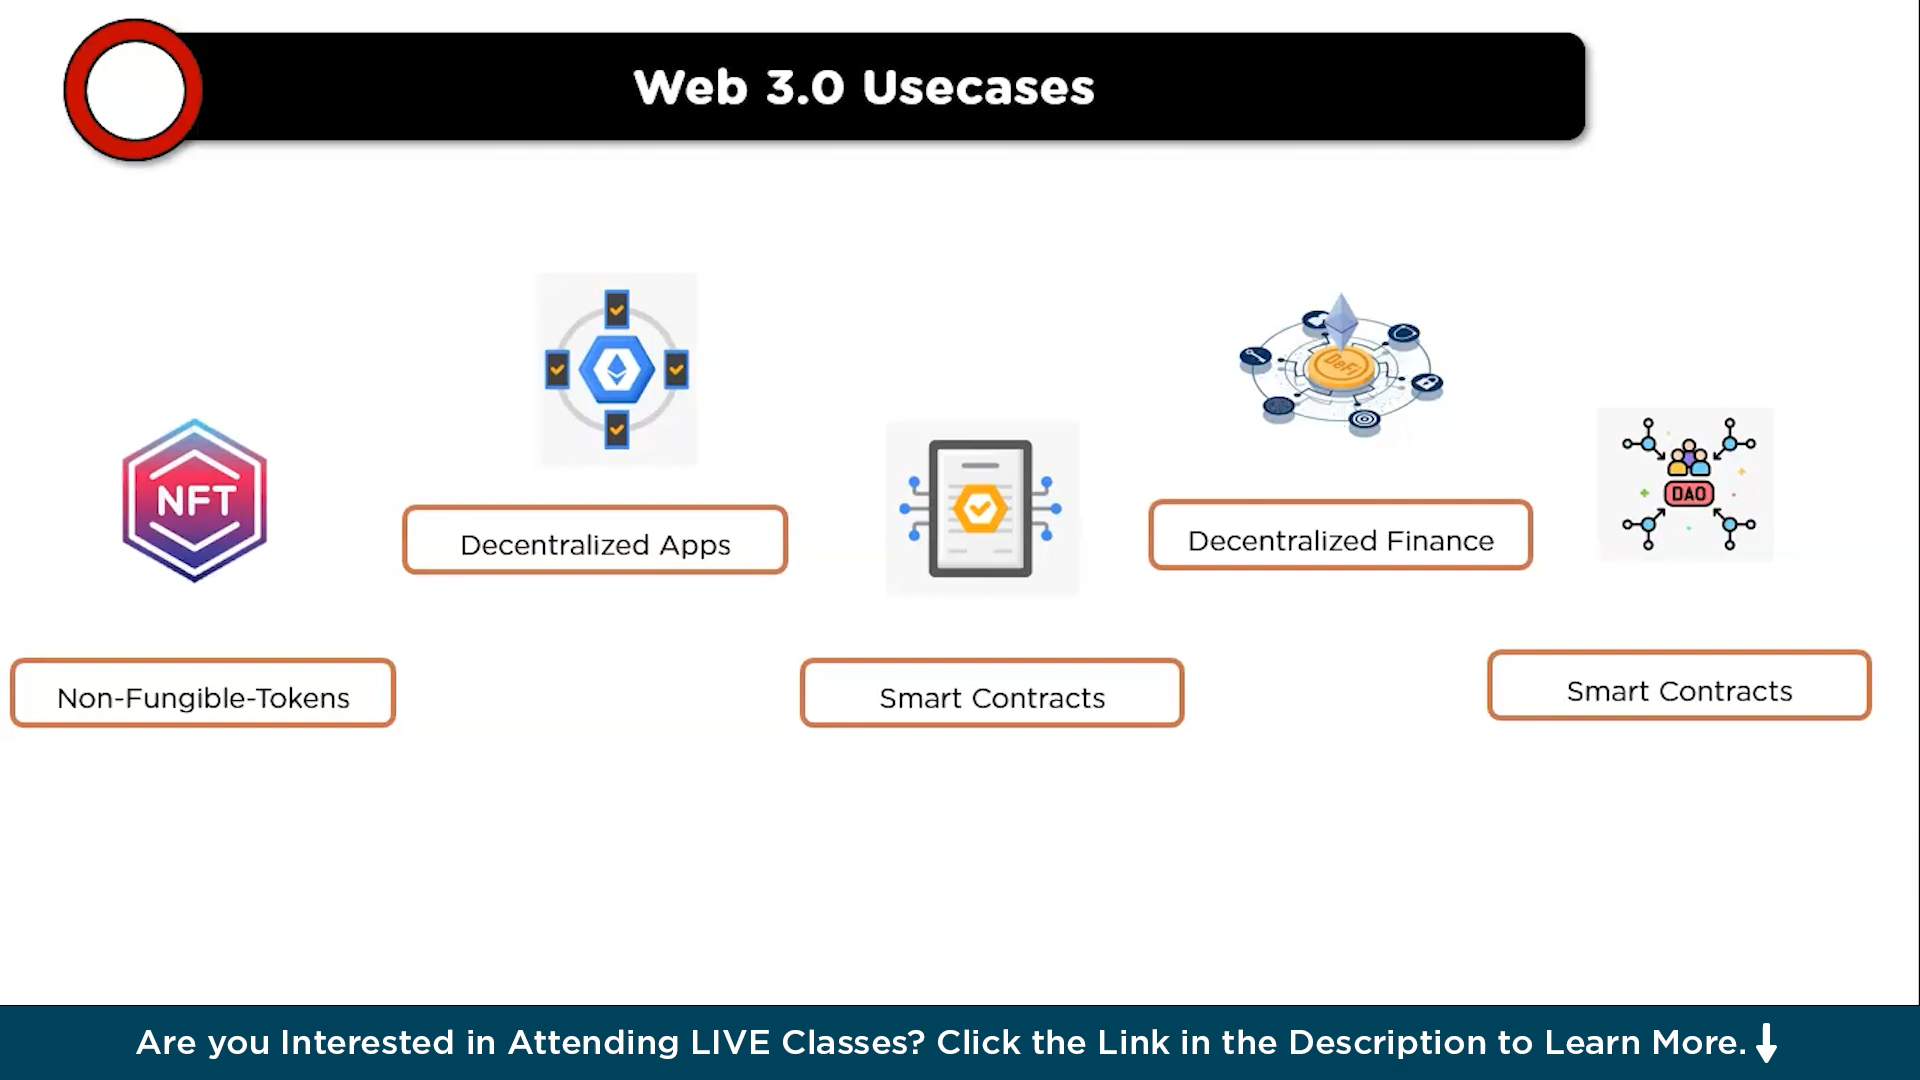 Web 3.0 Usecases
NFT
Non-Fungible-Tokens
Decentralized Apps
Smart Contracts
DeFi
Decentralized Finance
DAO
Smart Contracts
Are you Interested in Attending LIVE Classes? Click the Link in the Description to Learn More.